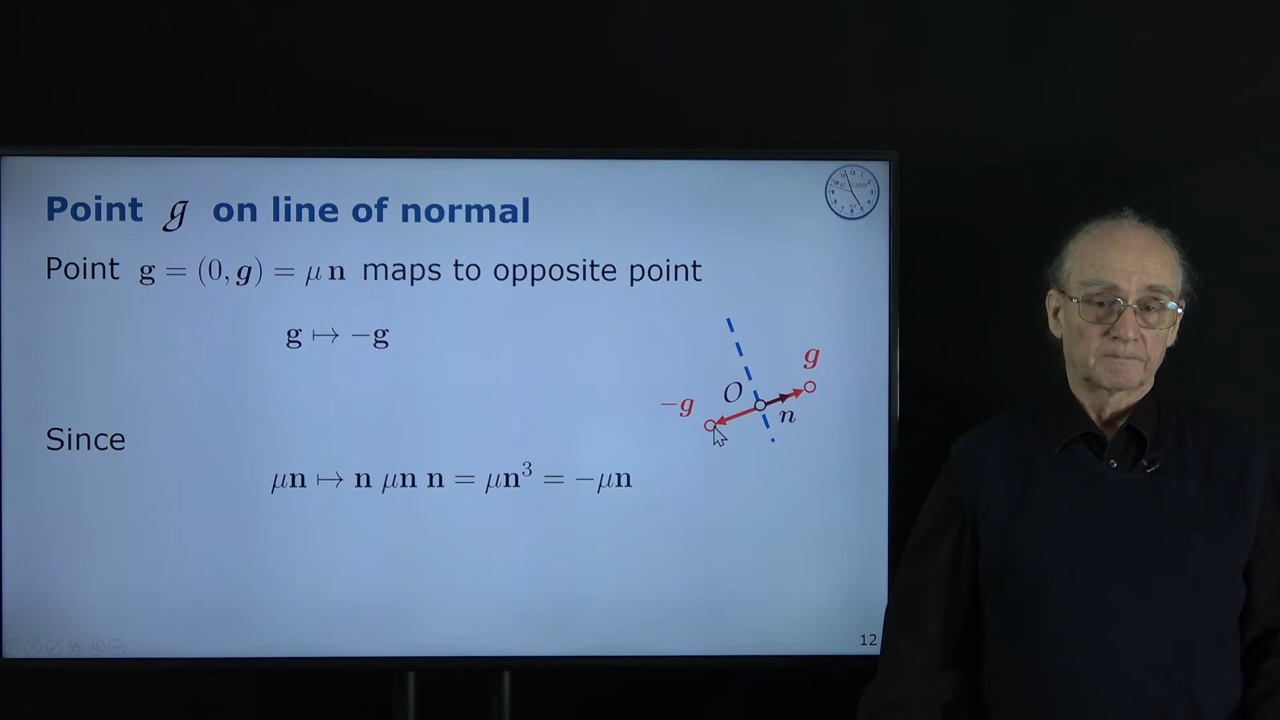 Point 𝑔 on line of normal
Point g = (0, g) = μ n maps to opposite point
g ↦ −g
g
O
−g
n
Since
μn ↦ n μn n = μn³ = −μn
12